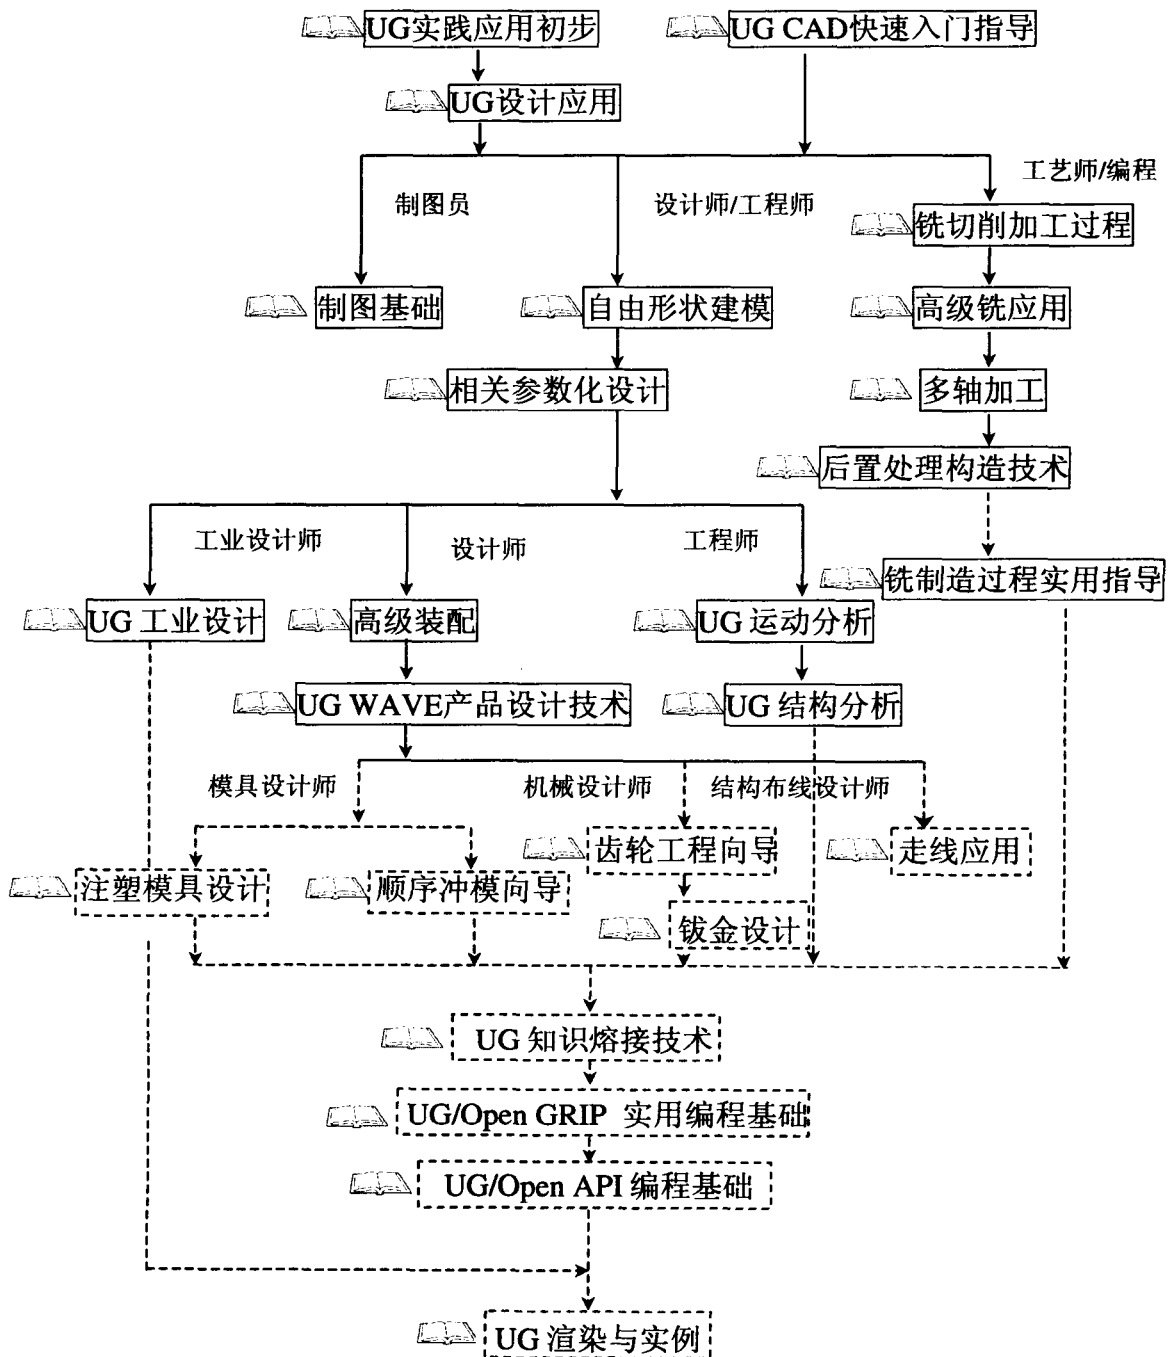 UG实践应用初步
UG CAD快速入门指导
UG设计应用
工艺师/编程
制图员
设计师/工程师
铣切削加工过程
制图基础
自由形状建模
高级铣应用
相关参数化设计
多轴加工
后置处理构造技术
工业设计师
设计师
工程师
铣制造过程实用指导
UG 工业设计
高级装配
UG 运动分析
UG WAVE产品设计技术
UG 结构分析
模具设计师
机械设计师
结构布线设计师
齿轮工程向导
走线应用
注塑模具设计
顺序冲模向导
钣金设计
UG 知识熔接技术
UG/Open GRIP 实用编程基础
UG/Open API 编程基础
UG 渲染与实例